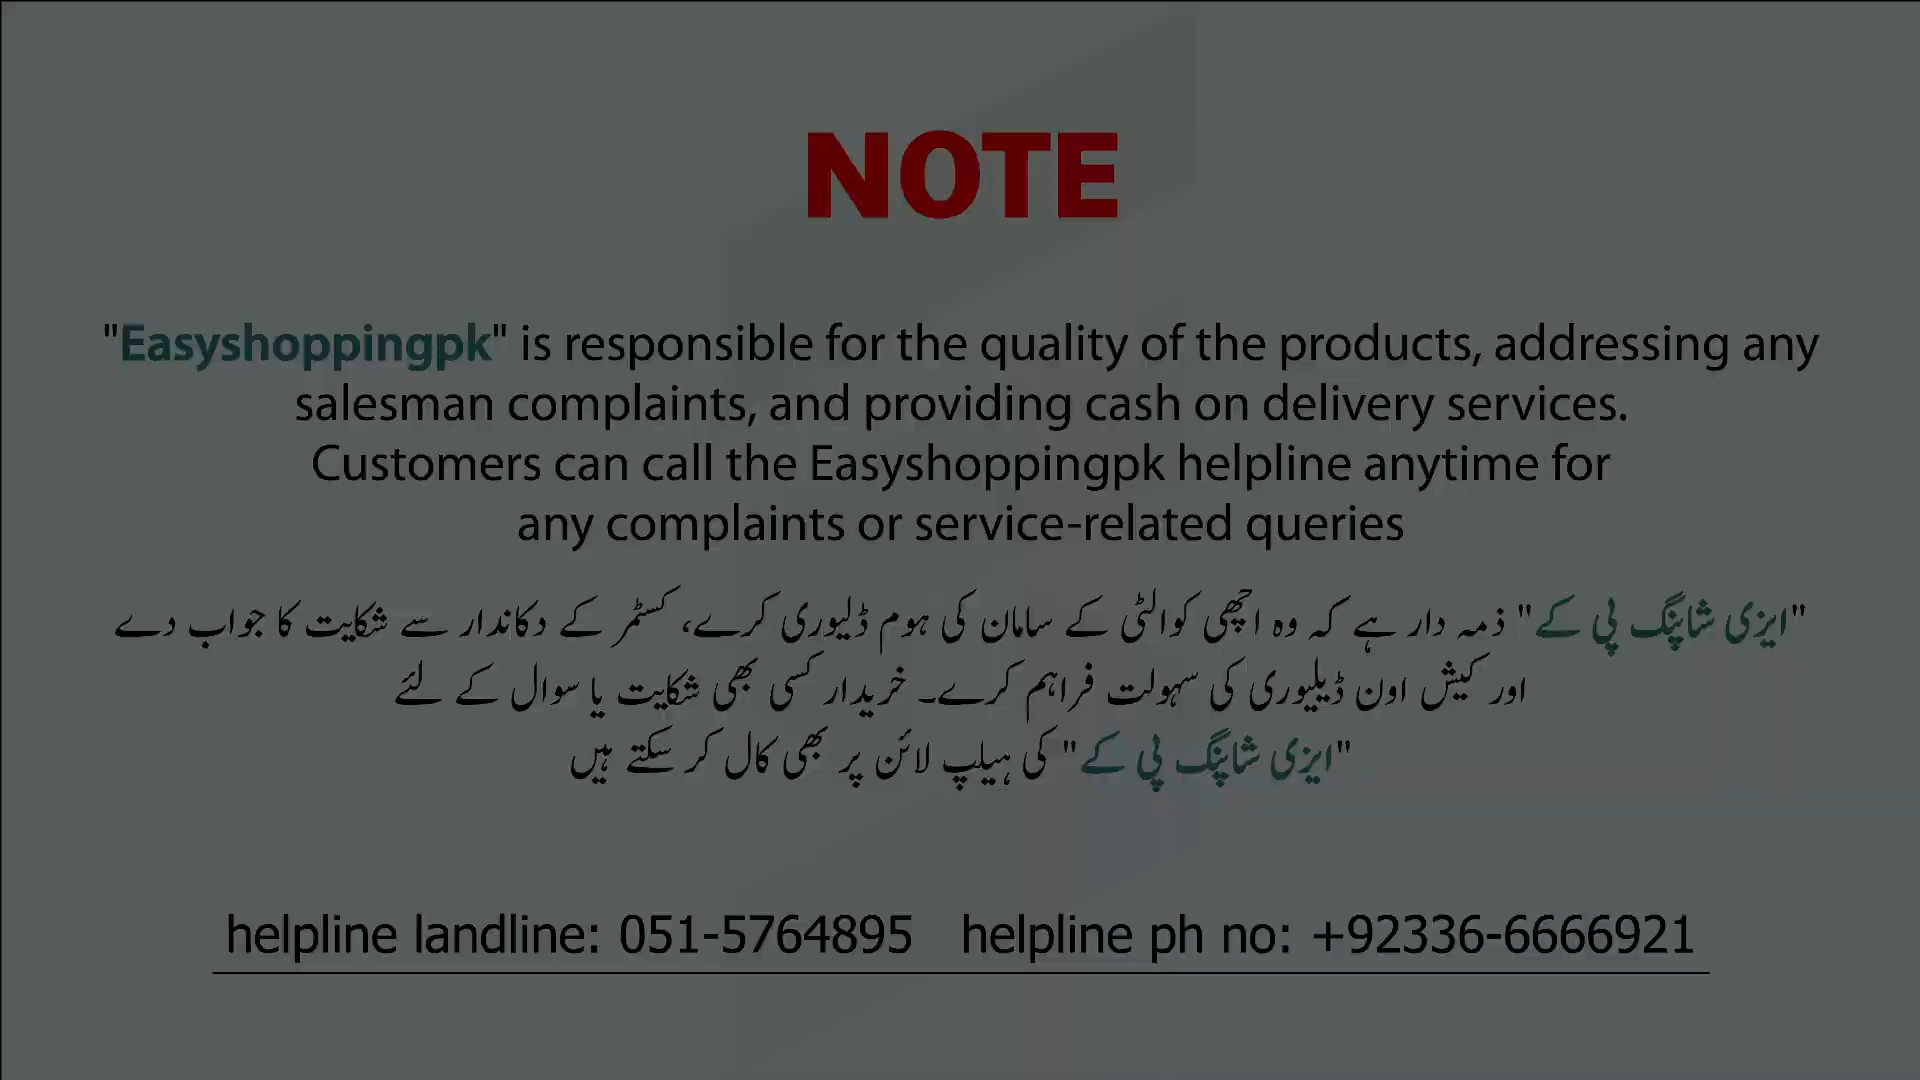 NOTE
"Easyshoppingpk" is responsible for the quality of the products, addressing any
salesman complaints, and providing cash on delivery services.
Customers can call the Easyshoppingpk helpline anytime for
any complaints or service-related queries
"ایزی شاپنگ پی کے" ذمہ دار ہے کہ وہ اچھی کوالٹی کے سامان کی ہوم ڈلیوری کرے، کسٹمر کے دکاندار سے شکایت کا جواب دے
اور کیش اون ڈیلیوری کی سہولت فراہم کرے۔ خریدار کسی بھی شکایت یا سوال کے لئے
"ایزی شاپنگ پی کے" کی ہیلپ لائن پر بھی کال کر سکتے ہیں
helpline landline: 051-5764895 helpline ph no: +92336-6666921